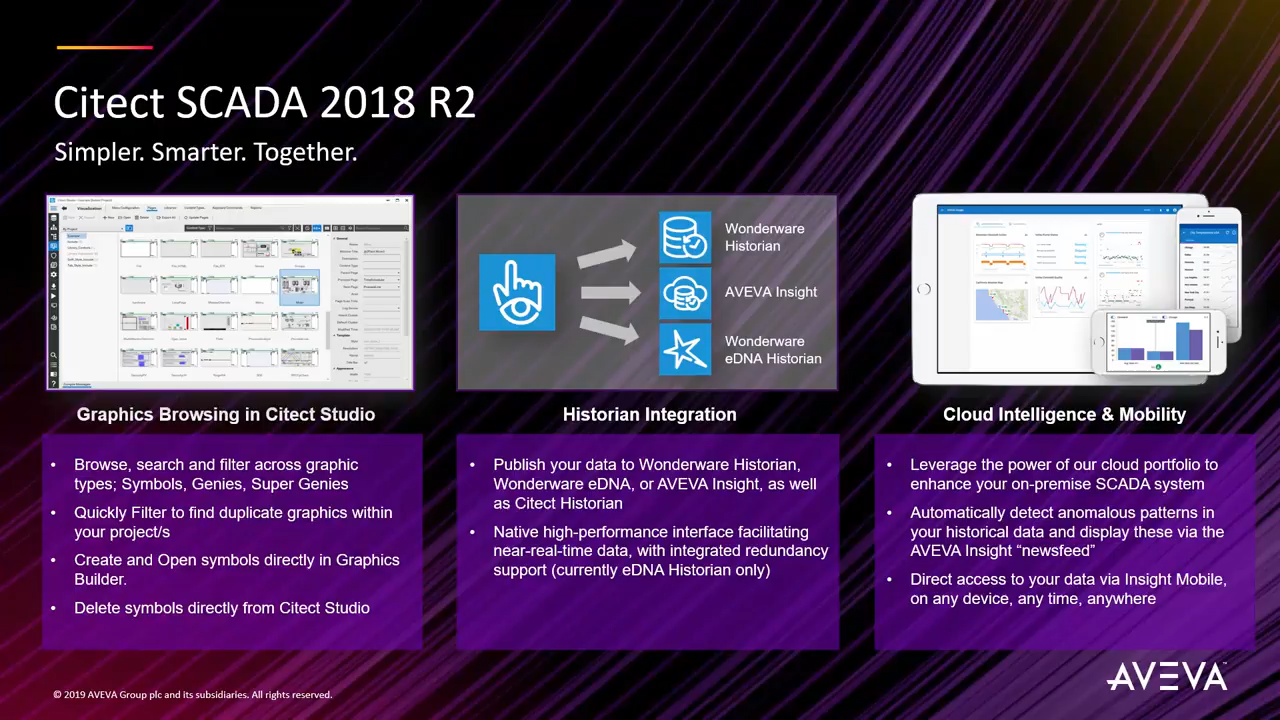 Citect SCADA 2018 R2
Simpler. Smarter. Together.
Wonderware
Historian
AVEVA Insight
Wonderware
eDNA Historian
Graphics Browsing in Citect Studio
• Browse, search and filter across graphic
types; Symbols, Genies, Super Genies
• Quickly Filter to find duplicate graphics within
your project/s
• Create and Open symbols directly in Graphics
Builder.
• Delete symbols directly from Citect Studio
Historian Integration
• Publish your data to Wonderware Historian,
Wonderware eDNA, or AVEVA Insight, as well
as Citect Historian
• Native high-performance interface facilitating
near-real-time data, with integrated redundancy
support (currently eDNA Historian only)
Cloud Intelligence & Mobility
• Leverage the power of our cloud portfolio to
enhance your on-premise SCADA system
• Automatically detect anomalous patterns in
your historical data and display these via the
AVEVA Insight “newsfeed”
• Direct access to your data via Insight Mobile,
on any device, any time, anywhere
© 2019 AVEVA Group plc and its subsidiaries. All rights reserved.
AVEVA